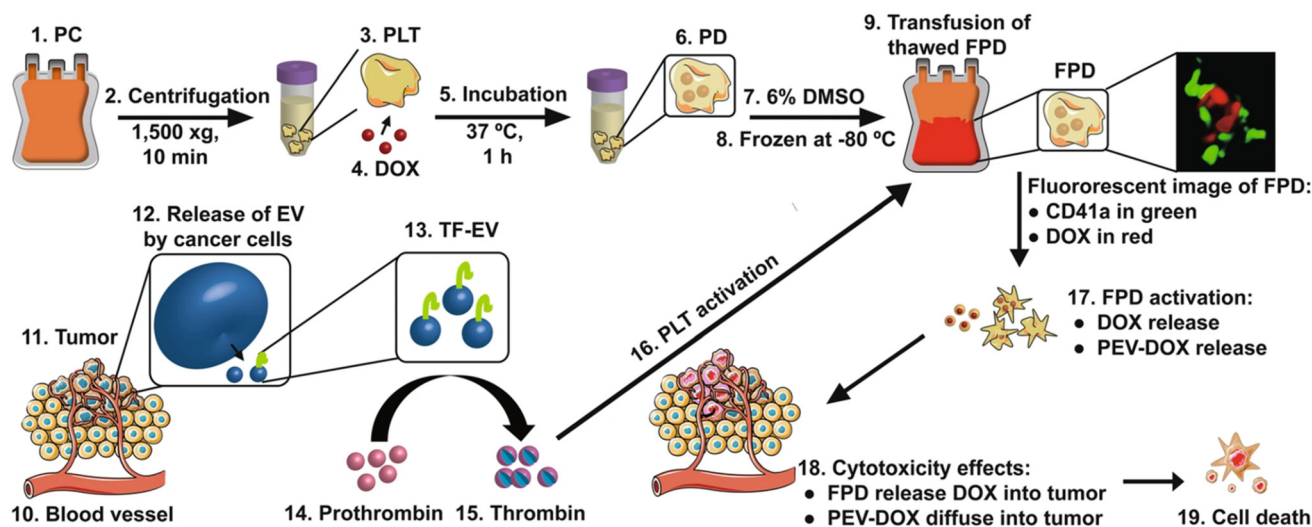 1. PC
2. Centrifugation
1,500 xg,
10 min
3. PLT
4. DOX
5. Incubation
37 ºC,
1 h
6. PD
7. 6% DMSO
8. Frozen at -80 ºC
9. Transfusion of
thawed FPD
FPD
Fluororescent image of FPD:
● CD41a in green
● DOX in red
10. Blood vessel
11. Tumor
12. Release of EV
by cancer cells
13. TF-EV
14. Prothrombin
15. Thrombin
16. PLT activation
17. FPD activation:
● DOX release
● PEV-DOX release
18. Cytotoxicity effects:
● FPD release DOX into tumor
● PEV-DOX diffuse into tumor
19. Cell death